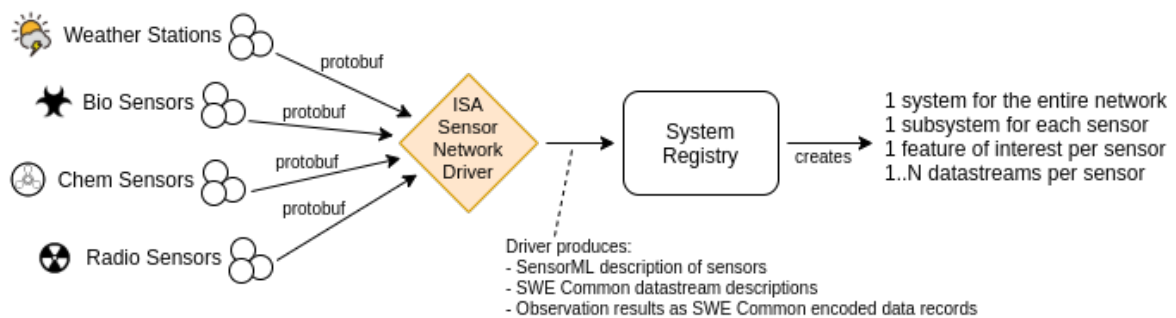 Weather Stations
protobuf
Bio Sensors
protobuf
Chem Sensors
protobuf
Radio Sensors
protobuf
ISA
Sensor
Network
Driver
System
Registry
creates
1 system for the entire network
1 subsystem for each sensor
1 feature of interest per sensor
1..N datastreams per sensor
Driver produces:
- SensorML description of sensors
- SWE Common datastream descriptions
- Observation results as SWE Common encoded data records